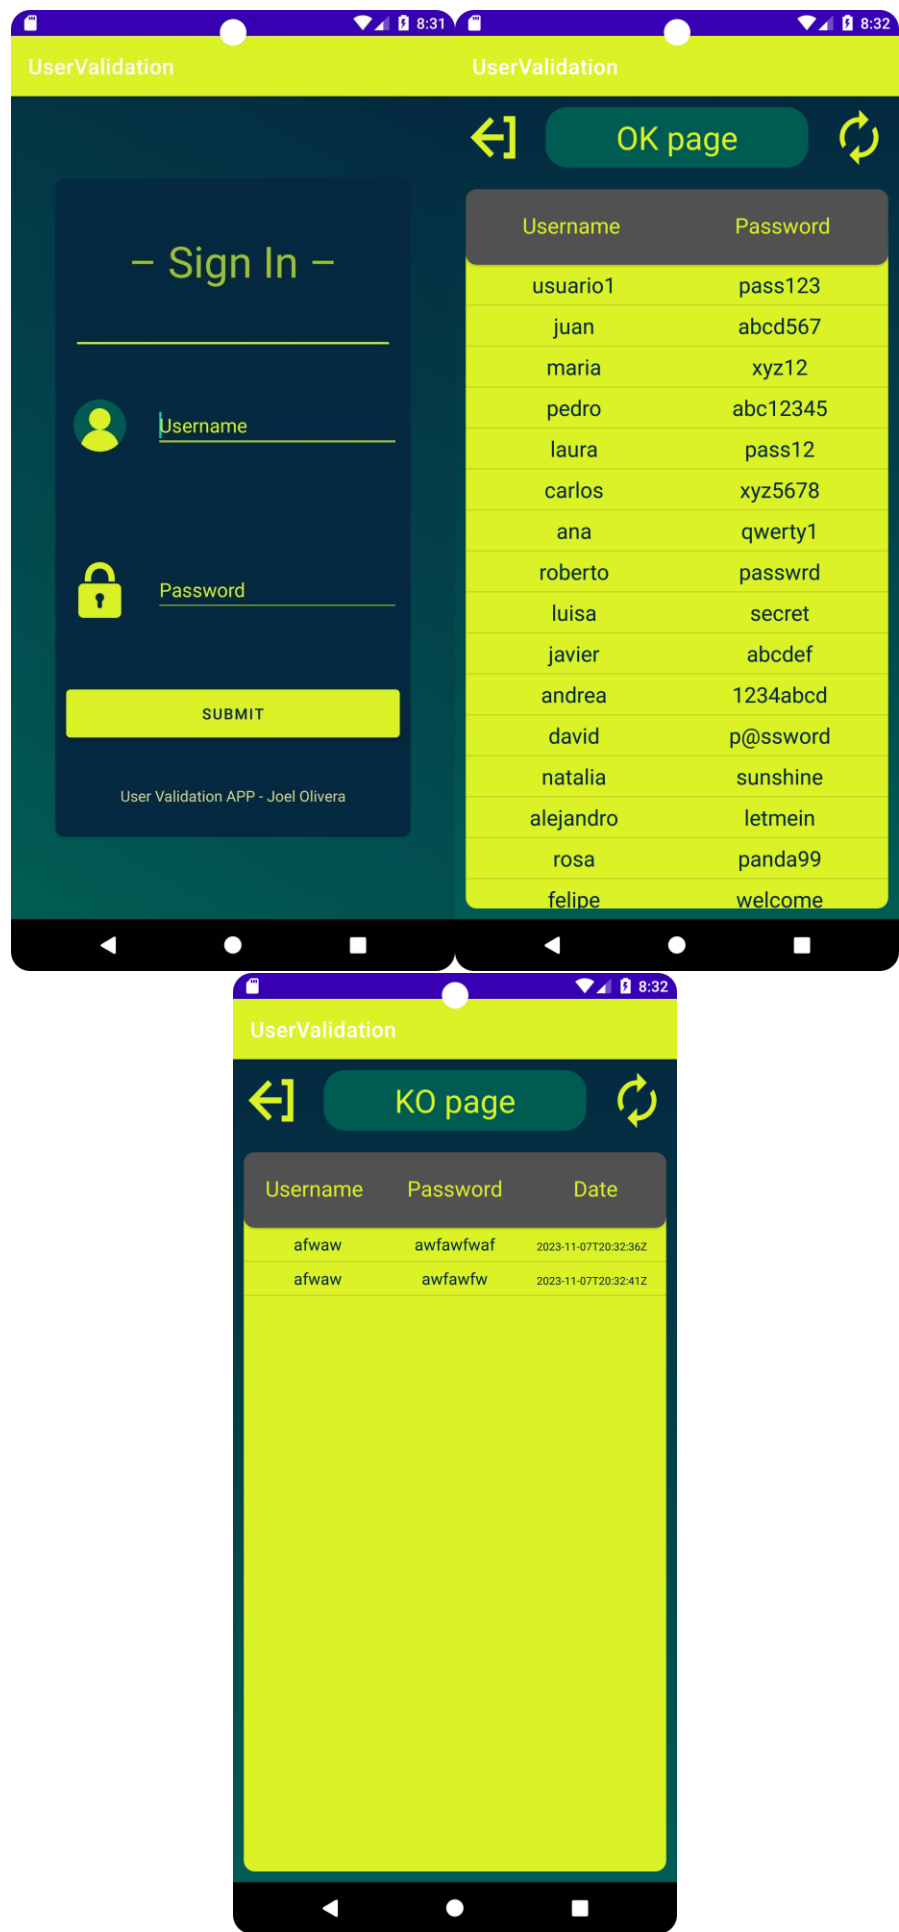 8:31
UserValidation
– Sign In –
Username
Password
SUBMIT
User Validation APP - Joel Olivera
8:32
UserValidation
OK page
Username Password
usuario1 pass123
juan abcd567
maria xyz12
pedro abc12345
laura pass12
carlos xyz5678
ana qwerty1
roberto passwrd
luisa secret
javier abcdef
andrea 1234abcd
david p@ssword
natalia sunshine
alejandro letmein
rosa panda99
felipe welcome
8:32
UserValidation
KO page
Username Password Date
afwaw awfawfwaf 2023-11-07T20:32:36Z
afwaw awfawfw 2023-11-07T20:32:41Z